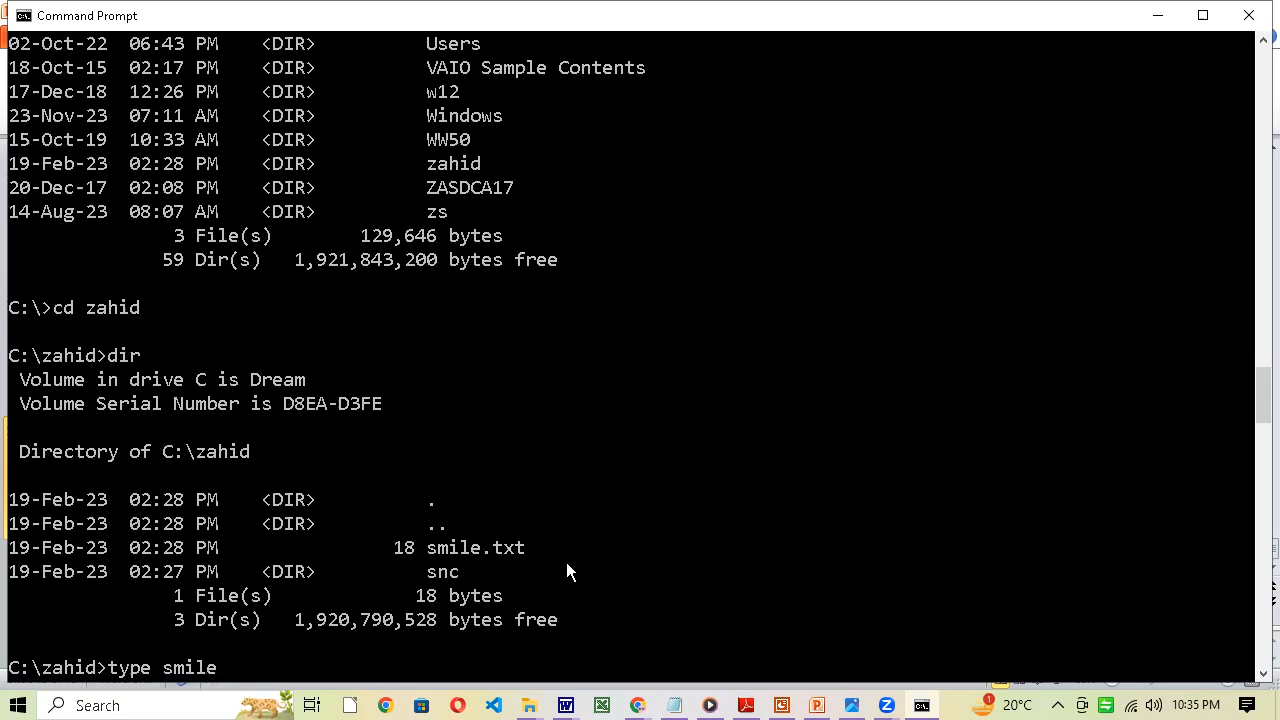 Command Prompt
02-Oct-22  06:43 PM    <DIR>          Users
18-Oct-15  02:17 PM    <DIR>          VAIO Sample Contents
17-Dec-18  12:26 PM    <DIR>          w12
23-Nov-23  07:11 AM    <DIR>          Windows
15-Oct-19  10:33 AM    <DIR>          WW50
19-Feb-23  02:28 PM    <DIR>          zahid
20-Dec-17  02:08 PM    <DIR>          ZASDCA17
14-Aug-23  08:07 AM    <DIR>          zs
               3 File(s)        129,646 bytes
              59 Dir(s)   1,921,843,200 bytes free
C:\>cd zahid
C:\zahid>dir
 Volume in drive C is Dream
 Volume Serial Number is D8EA-D3FE
 Directory of C:\zahid
19-Feb-23  02:28 PM    <DIR>          .
19-Feb-23  02:28 PM    <DIR>          ..
19-Feb-23  02:28 PM                18 smile.txt
19-Feb-23  02:27 PM    <DIR>          snc
               1 File(s)             18 bytes
               3 Dir(s)   1,920,790,528 bytes free
C:\zahid>type smile
Search
1
20°C
10:35 PM